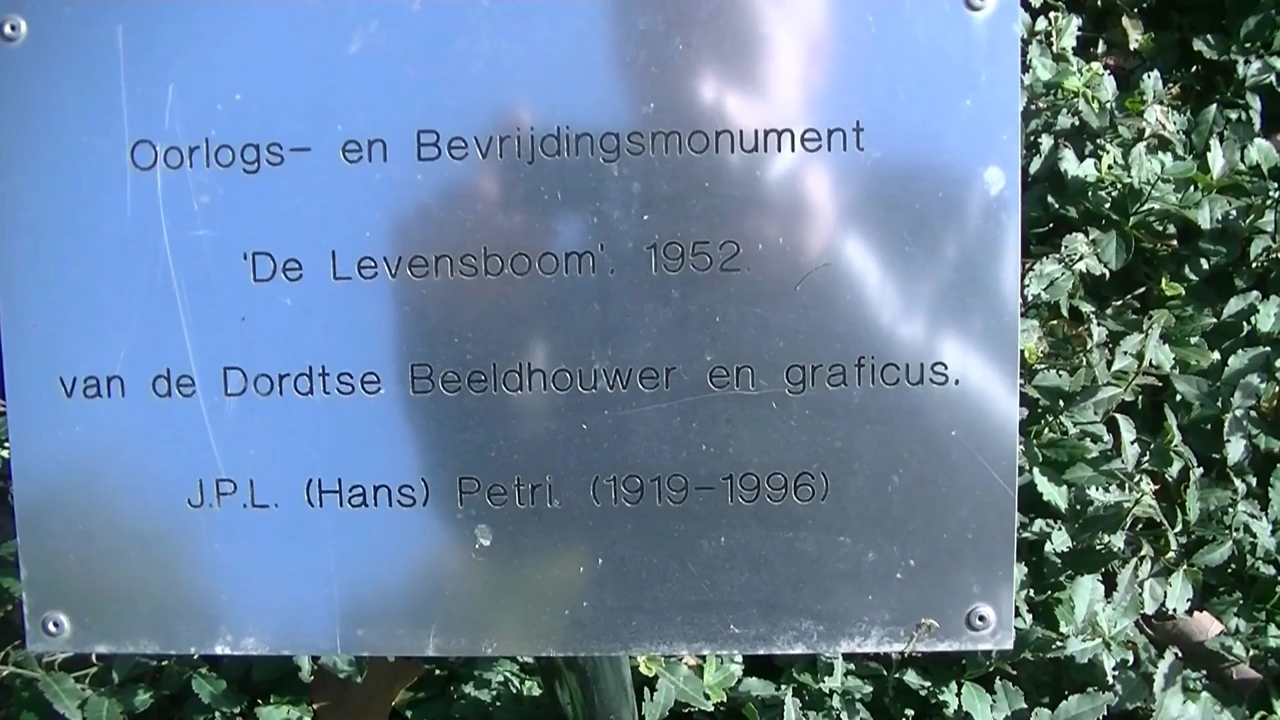 Oorlogs- en Bevrijdingsmonument
'De Levensboom'. 1952.
van de Dordtse Beeldhouwer en graficus.
J.P.L. (Hans) Petri. (1919-1996)